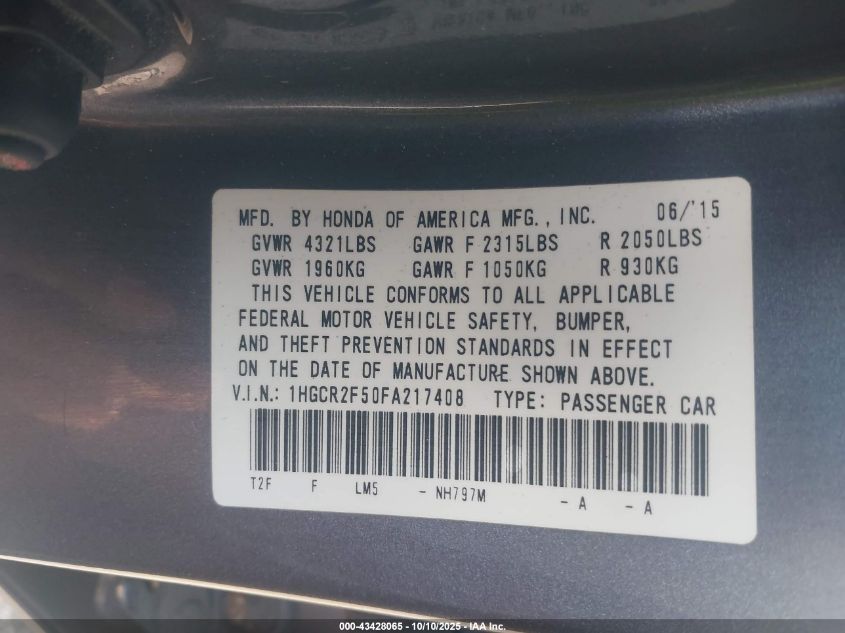 MFD. BY HONDA OF AMERICA MFG., INC. 06/'15
GVWR 4321LBS GAWR F 2315LBS R 2050LBS
GVWR 1960KG GAWR F 1050KG R 930KG
THIS VEHICLE CONFORMS TO ALL APPLICABLE
FEDERAL MOTOR VEHICLE SAFETY, BUMPER,
AND THEFT PREVENTION STANDARDS IN EFFECT
ON THE DATE OF MANUFACTURE SHOWN ABOVE.
V.I.N.: 1HGCR2F50FA217408 TYPE: PASSENGER CAR
T2F F LM5 - NH797M - A - A
000-43428065 - 10/10/2025 - IAA Inc.